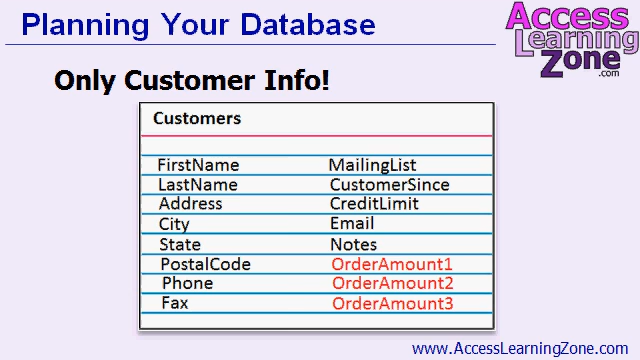 Planning Your Database
Access
Learning
Zone.com
Only Customer Info!
Customers
FirstName MailingList
LastName CustomerSince
Address CreditLimit
City Email
State Notes
PostalCode OrderAmount1
Phone OrderAmount2
Fax OrderAmount3
www.AccessLearningZone.com